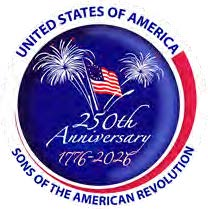 UNITED STATES OF AMERICA
250th
Anniversary
1776-2026
SONS OF THE AMERICAN REVOLUTION